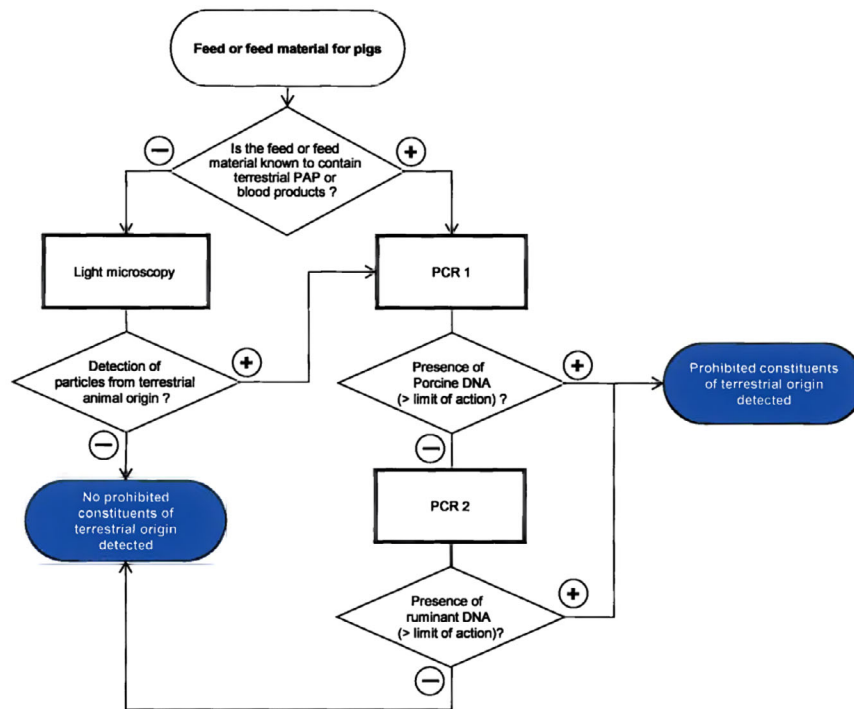 Feed or feed material for pigs
Is the feed or feed
material known to contain
terrestrial PAP or
blood products ?
−
+
Light microscopy
PCR 1
Detection of
particles from terrestrial
animal origin ?
+
−
Presence of
Porcine DNA
(> limit of action) ?
+
−
Prohibited constituents
of terrestrial origin
detected
No prohibited
constituents of
terrestrial origin
detected
PCR 2
Presence of
ruminant DNA
(> limit of action)?
+
−